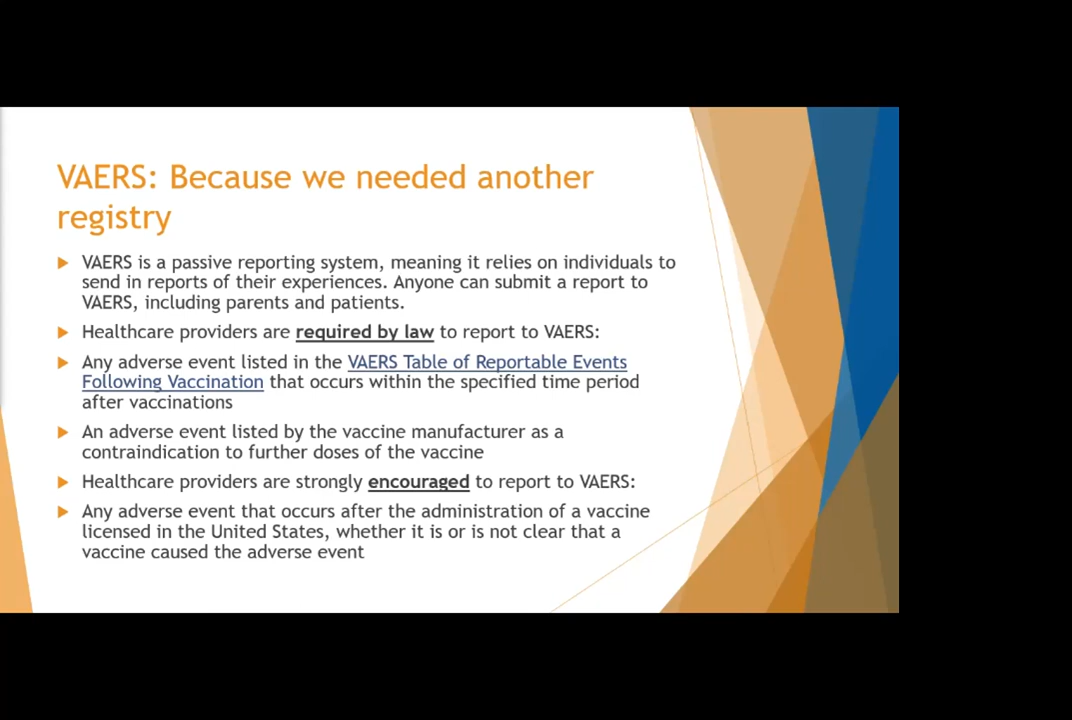 VAERS: Because we needed another
registry
VAERS is a passive reporting system, meaning it relies on individuals to
send in reports of their experiences. Anyone can submit a report to
VAERS, including parents and patients.
Healthcare providers are required by law to report to VAERS:
Any adverse event listed in the VAERS Table of Reportable Events
Following Vaccination that occurs within the specified time period
after vaccinations
An adverse event listed by the vaccine manufacturer as a
contraindication to further doses of the vaccine
Healthcare providers are strongly encouraged to report to VAERS:
Any adverse event that occurs after the administration of a vaccine
licensed in the United States, whether it is or is not clear that a
vaccine caused the adverse event